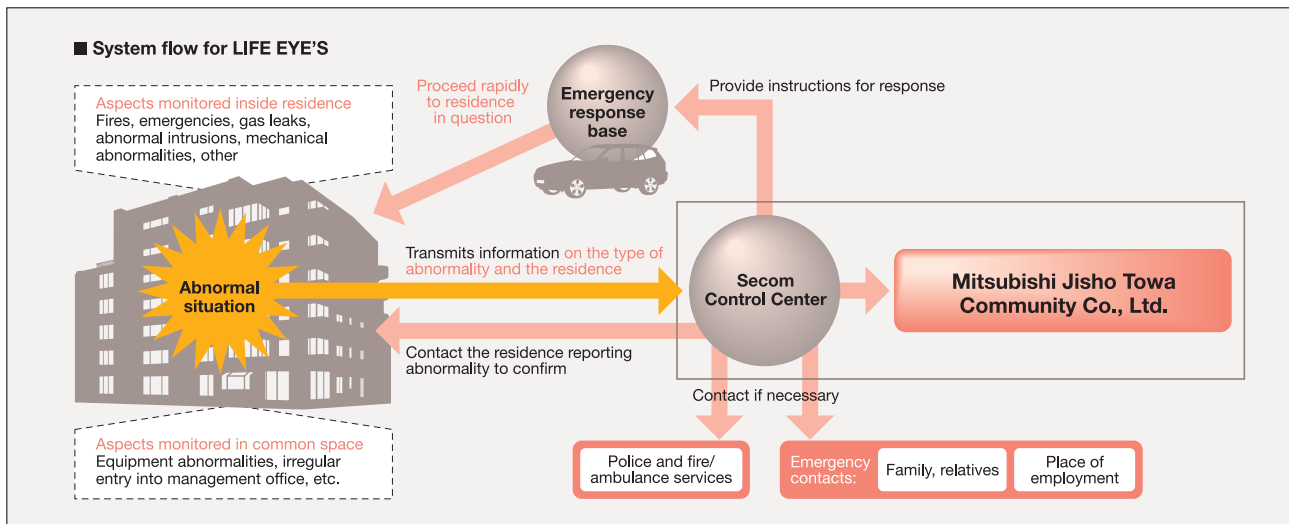 ■ System flow for LIFE EYE'S
Aspects monitored inside residence
Fires, emergencies, gas leaks,
abnormal intrusions, mechanical
abnormalities, other
Proceed rapidly
to residence
in question
Emergency
response
base
Provide instructions for response
Abnormal
situation
Transmits information on the type of
abnormality and the residence
Secom
Control Center
Mitsubishi Jisho Towa
Community Co., Ltd.
Contact the residence reporting
abnormality to confirm
Contact if necessary
Aspects monitored in common space
Equipment abnormalities, irregular
entry into management office, etc.
Police and fire/
ambulance services
Emergency
contacts:
Family, relatives
Place of
employment